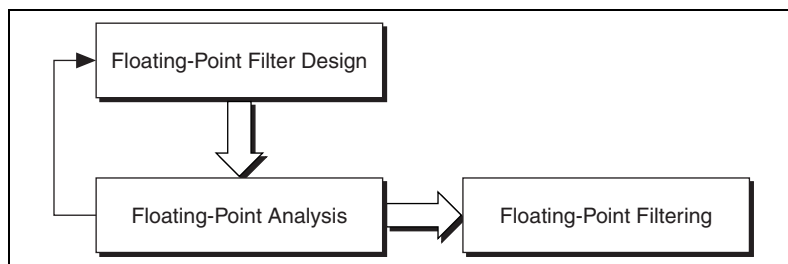 Floating-Point Filter Design
Floating-Point Analysis
Floating-Point Filtering